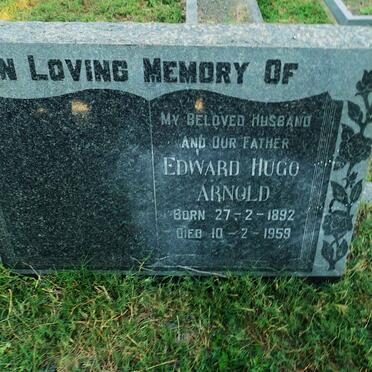 N LOVING MEMORY OF
MY BELOVED HUSBAND
AND OUR FATHER
EDWARD HUGO
ARNOLD
BORN 27-2-1892
DIED 10-2-1959